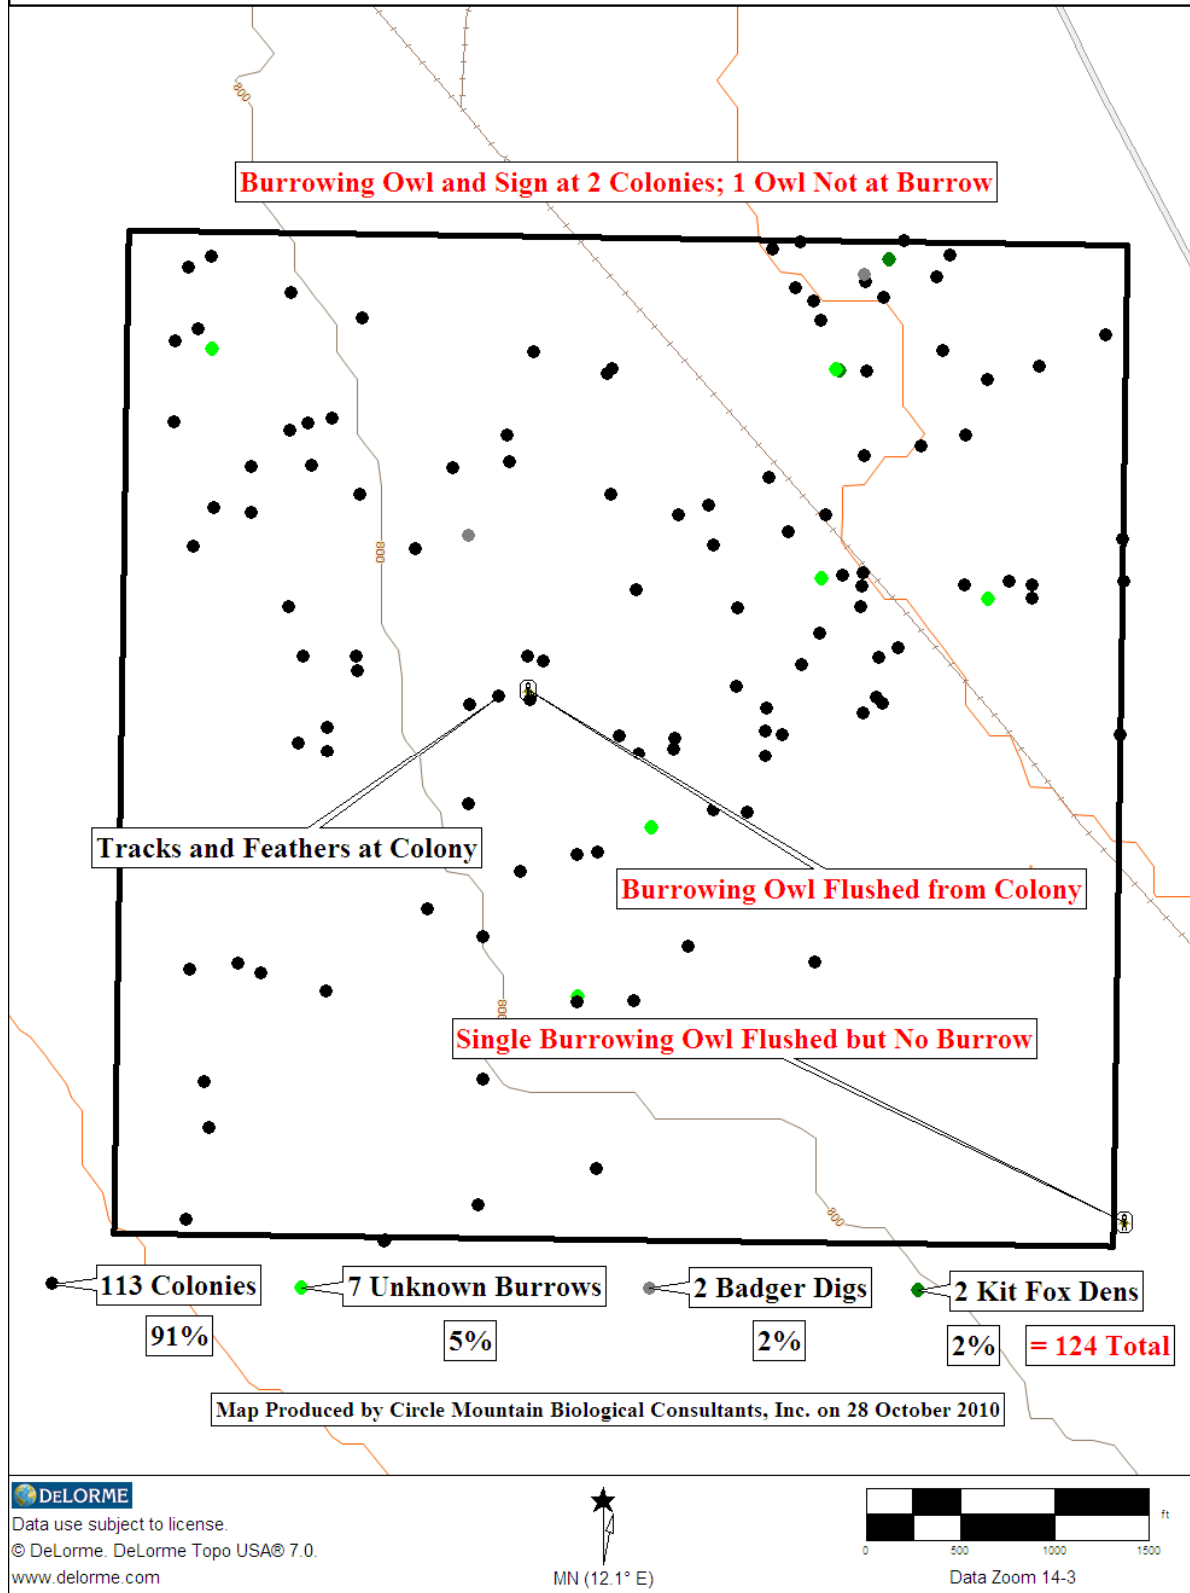 800
Burrowing Owl and Sign at 2 Colonies; 1 Owl Not at Burrow
800
Tracks and Feathers at Colony
Burrowing Owl Flushed from Colony
800
Single Burrowing Owl Flushed but No Burrow
800
113 Colonies
7 Unknown Burrows
2 Badger Digs
2 Kit Fox Dens
91%
5%
2%
2%
= 124 Total
Map Produced by Circle Mountain Biological Consultants, Inc. on 28 October 2010
DELORME
Data use subject to license.
© DeLorme. DeLorme Topo USA® 7.0.
www.delorme.com
MN (12.1° E)
ft
0 500 1000 1500
Data Zoom 14-3